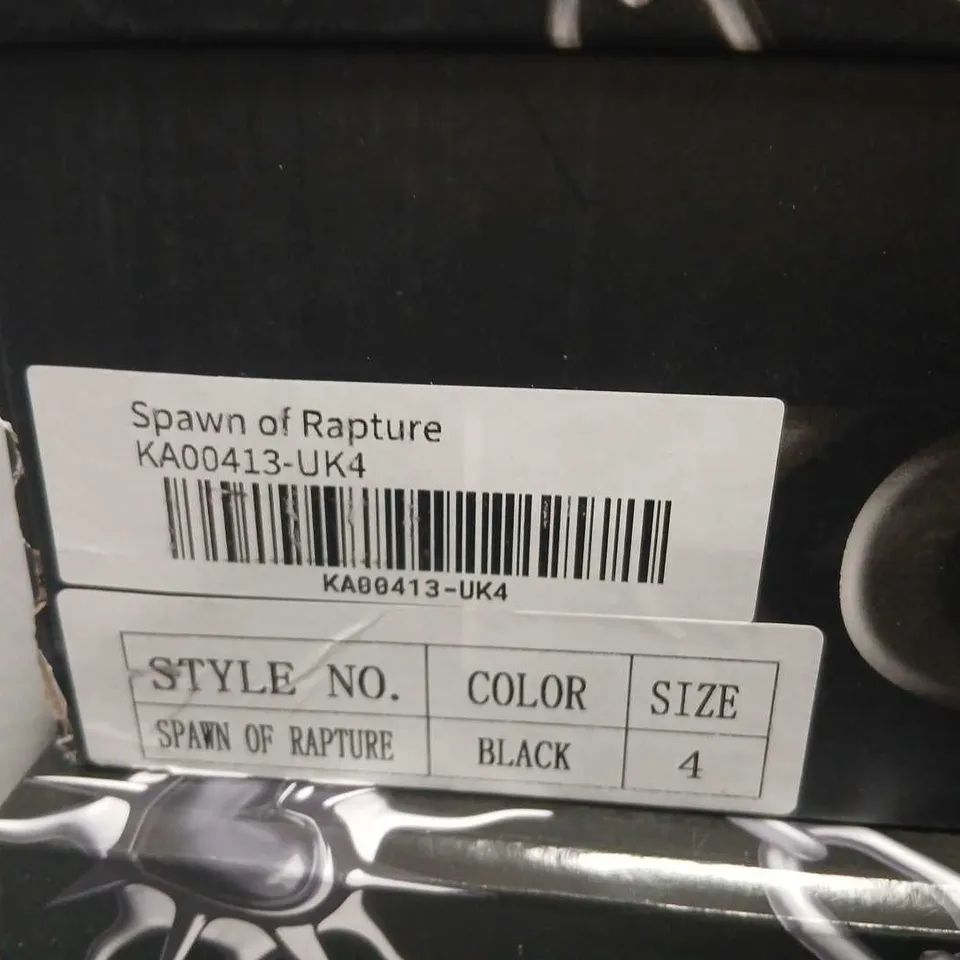 Spawn of Rapture
KA00413-UK4
KA00413-UK4
STYLE NO. COLOR SIZE
SPAWN OF RAPTURE BLACK 4